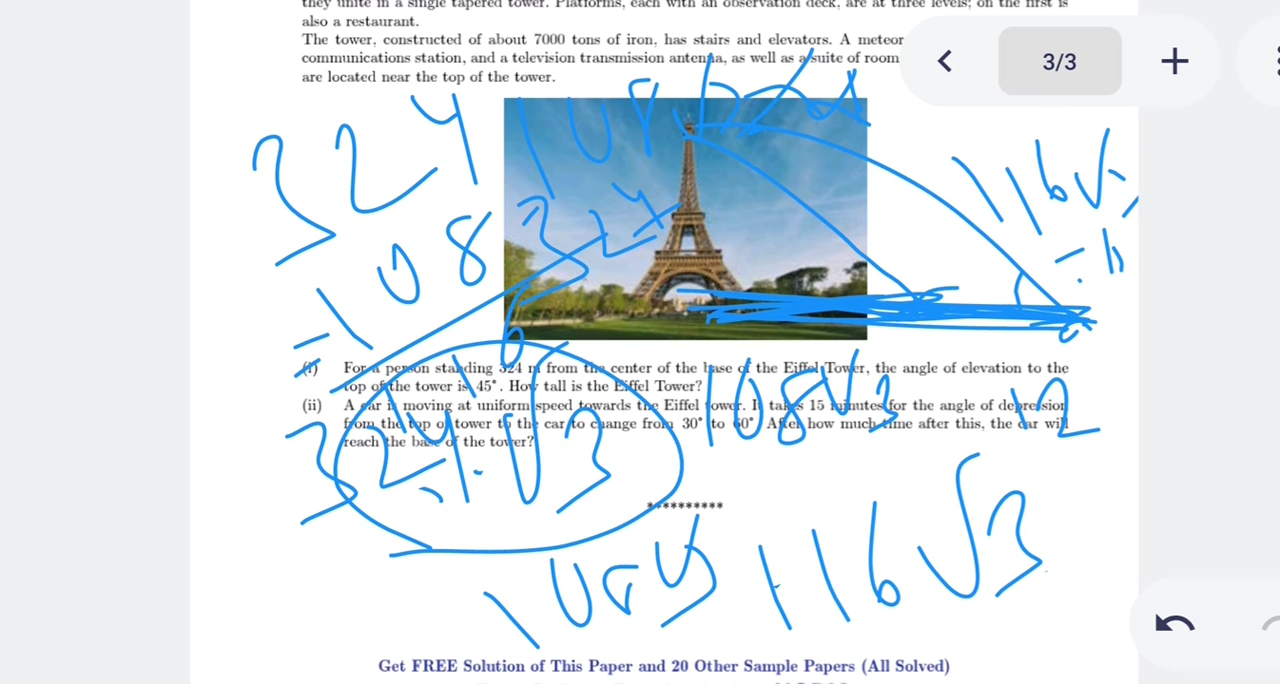 they unite in a single tapered tower. Platforms, each with an observation deck, are at three levels; on the first is
also a restaurant.
The tower, constructed of about 7000 tons of iron, has stairs and elevators. A meteor
communications station, and a television transmission antenna, as well as a suite of room
are located near the top of the tower.
3/3
324
108
324
108
6
116√
(i) For a person standing 324 m from the center of the base of the Eiffel Tower, the angle of elevation to the
top of the tower is 45°. How tall is the Eiffel Tower?
(ii) A car is moving at uniform speed towards the Eiffel tower. It takes 15 minutes for the angle of depression
from the top of tower to the car to change from 30° to 60°. After how much time after this, the car will
reach the base of the tower?
324.√3
108√3
12
**********
116√3
Get FREE Solution of This Paper and 20 Other Sample Papers (All Solved)